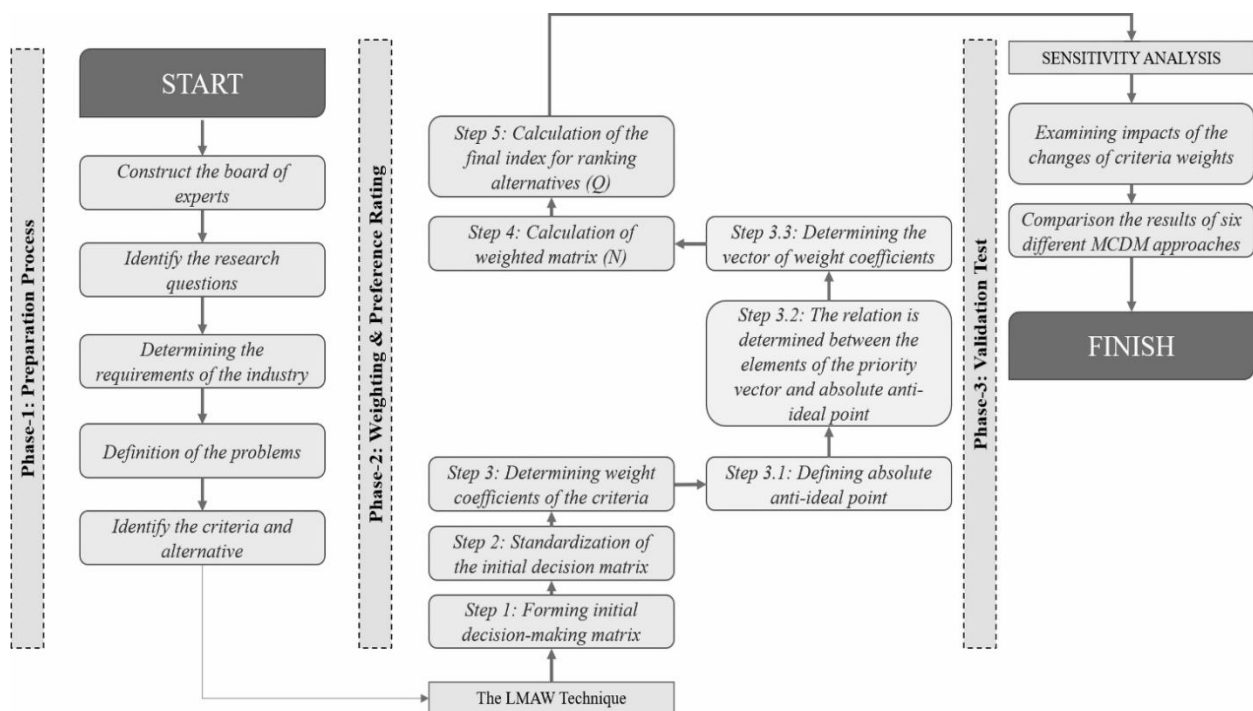 Phase-1: Preparation Process
START
Construct the board of
experts
Identify the research
questions
Determining the
requirements of the industry
Definition of the problems
Identify the criteria and
alternative
Phase-2: Weighting & Preference Rating
The LMAW Technique
Step 1: Forming initial
decision-making matrix
Step 2: Standardization of
the initial decision matrix
Step 3: Determining weight
coefficients of the criteria
Step 3.1: Defining absolute
anti-ideal point
Step 3.2: The relation is
determined between the
elements of the priority
vector and absolute anti-
ideal point
Step 3.3: Determining the
vector of weight coefficients
Step 4: Calculation of
weighted matrix (N)
Step 5: Calculation of the
final index for ranking
alternatives (Q)
Phase-3: Validation Test
SENSITIVITY ANALYSIS
Examining impacts of the
changes of criteria weights
Comparison the results of six
different MCDM approaches
FINISH